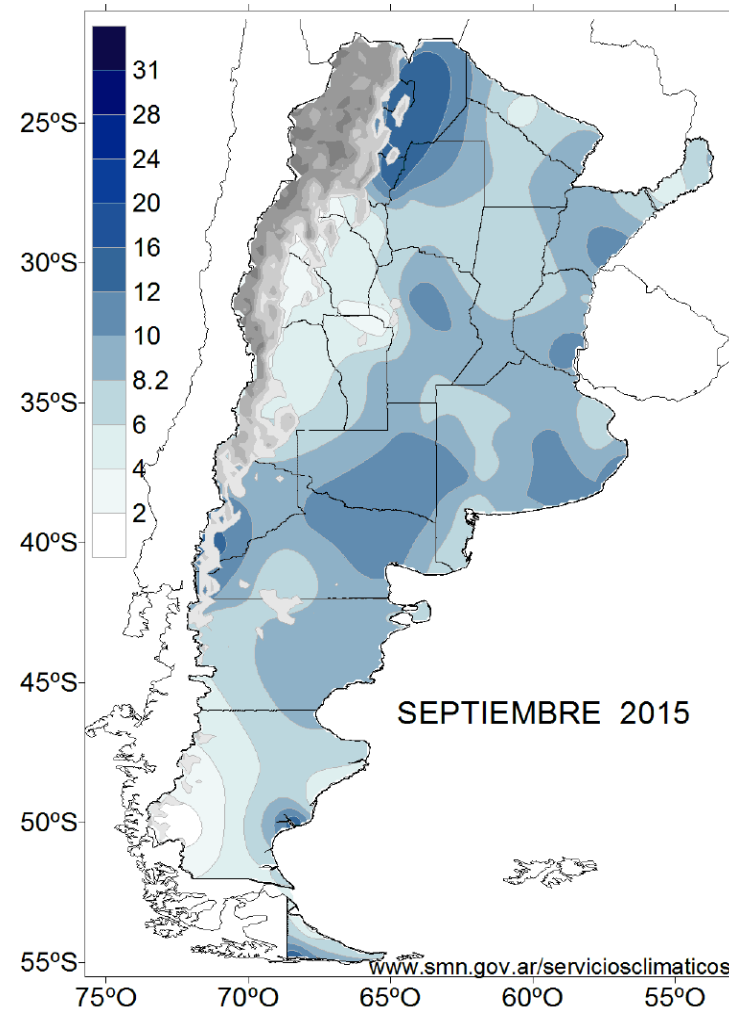 31
28
24
20
16
12
10
8.2
6
4
2
25ºS
30ºS
35ºS
40ºS
45ºS
50ºS
55ºS
SEPTIEMBRE 2015
www.smn.gov.ar/serviciosclimaticos
75ºO 70ºO 65ºO 60ºO 55ºO